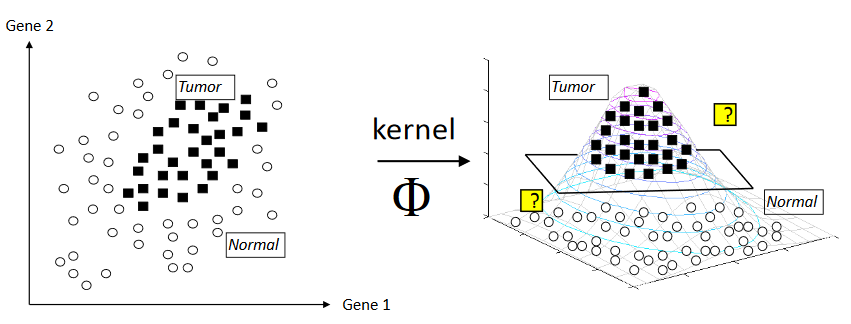 Gene 2
Tumor
Normal
Gene 1
kernel
Φ
Tumor
?
?
Normal